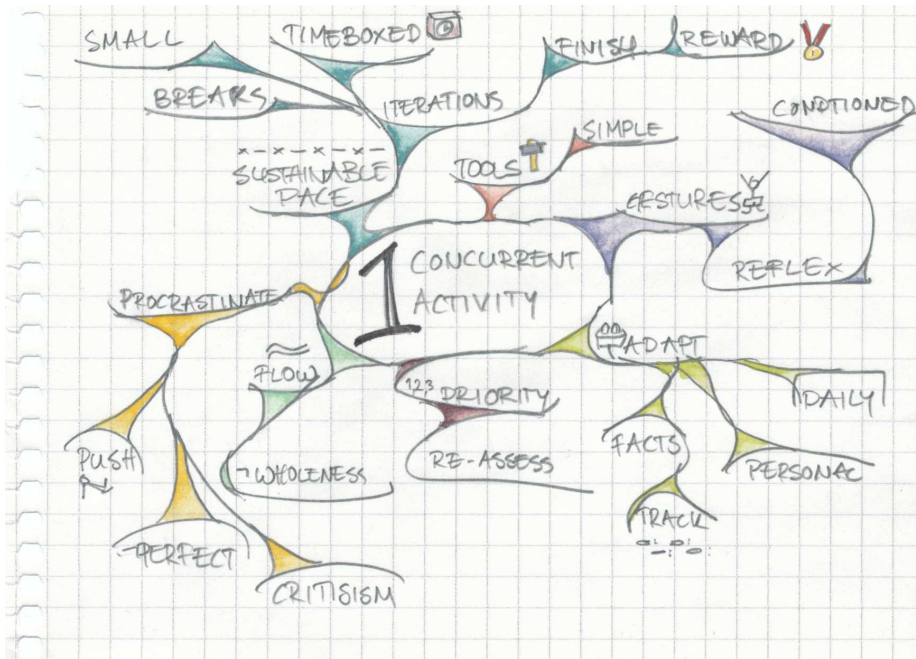 SMALL
TIMEBOXED
FINISH
REWARD
BREAKS
ITERATIONS
CONDTIONED
SIMPLE
TOOLS
SUSTAINABLE
PACE
GESTURES
REFLEX
1 CONCURRENT
ACTIVITY
PROCRASTINATE
FLOW
ADAPT
123 PRIORITY
DAILY
PUSH
¬WHOLENESS
RE-ASSESS
FACTS
PERSONAL
TRACK
¬PERFECT
CRITISISM